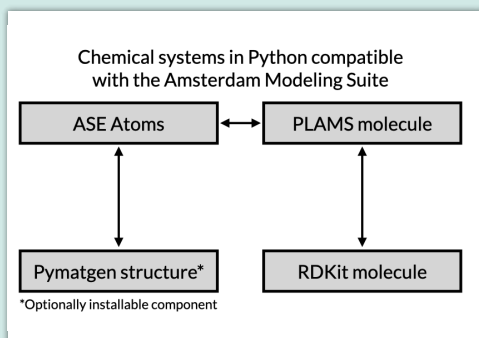 Chemical systems in Python compatible
with the Amsterdam Modeling Suite
ASE Atoms
PLAMS molecule
Pymatgen structure*
RDKit molecule
*Optionally installable component